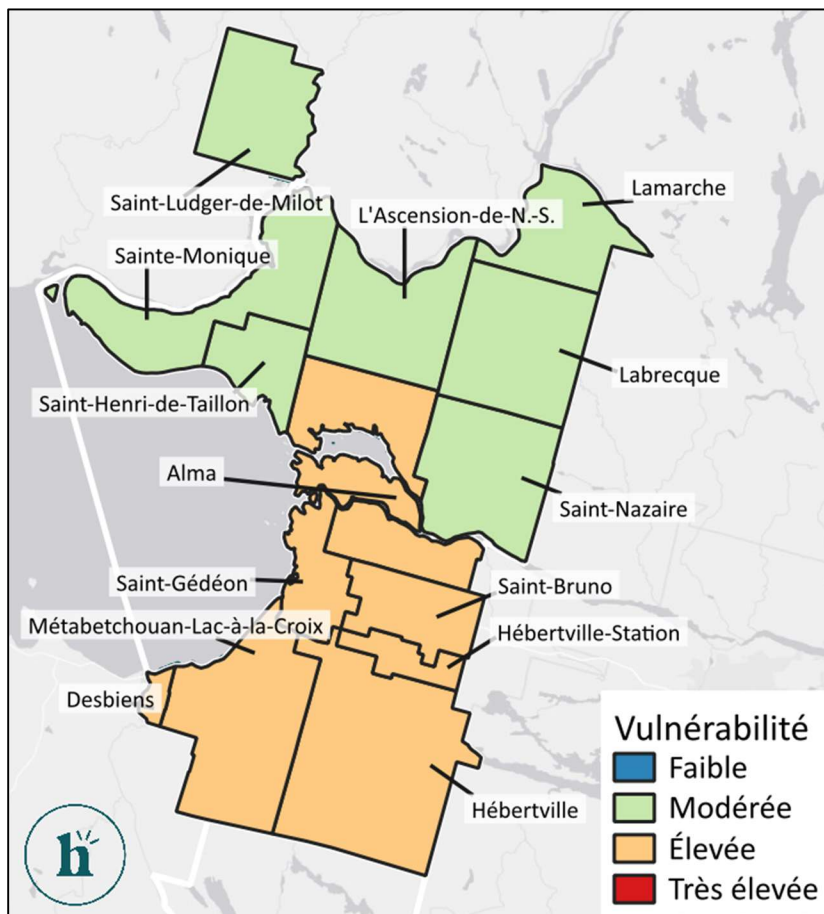 Saint-Ludger-de-Milot
Lamarche
L'Ascension-de-N.-S.
Sainte-Monique
Labrecque
Saint-Henri-de-Taillon
Alma
Saint-Nazaire
Saint-Gédéon
Saint-Bruno
Métabetchouan-Lac-à-la-Croix
Hébertville-Station
Desbiens
Hébertville
Vulnérabilité
Faible
Modérée
Élevée
Très élevée
h